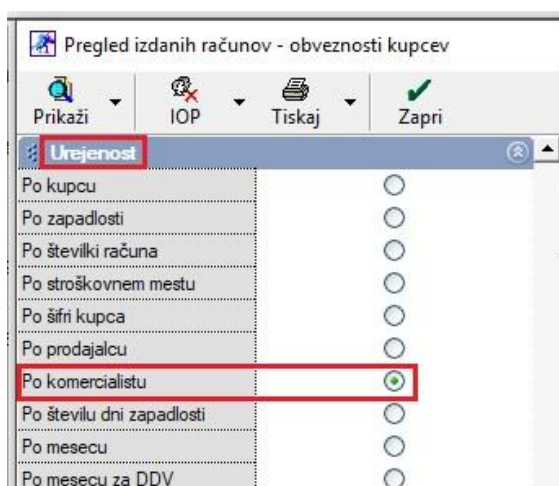 Pregled izdanih računov - obveznosti kupcev
Prikaži IOP Tiskaj Zapri
Urejenost
Po kupcu
Po zapadlosti
Po številki računa
Po stroškovnem mestu
Po šifri kupca
Po prodajalcu
Po komercialistu
Po številu dni zapadlosti
Po mesecu
Po mesecu za DDV